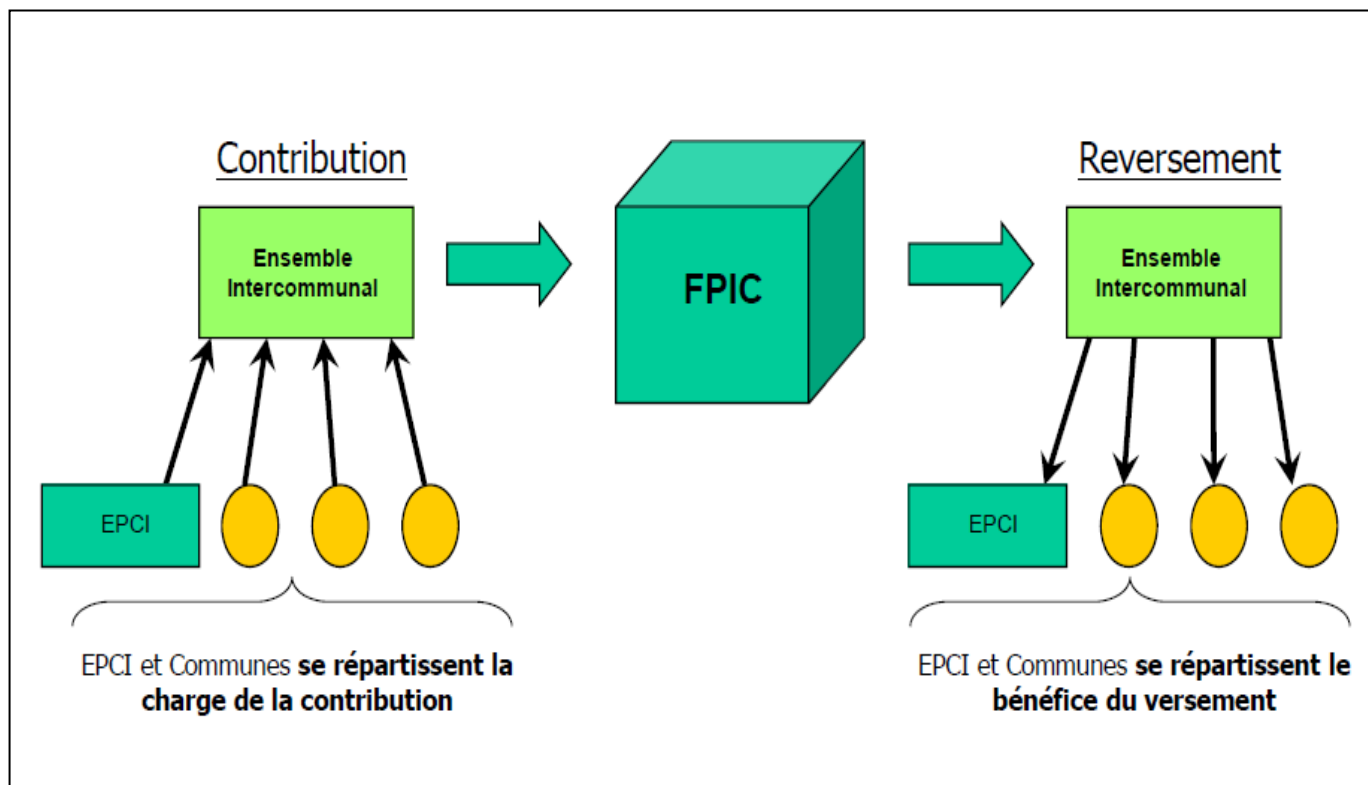 Contribution
Ensemble
Intercommunal
EPCI
EPCI et Communes se répartissent la
charge de la contribution
FPIC
Reversement
Ensemble
Intercommunal
EPCI
EPCI et Communes se répartissent le
bénéfice du versement